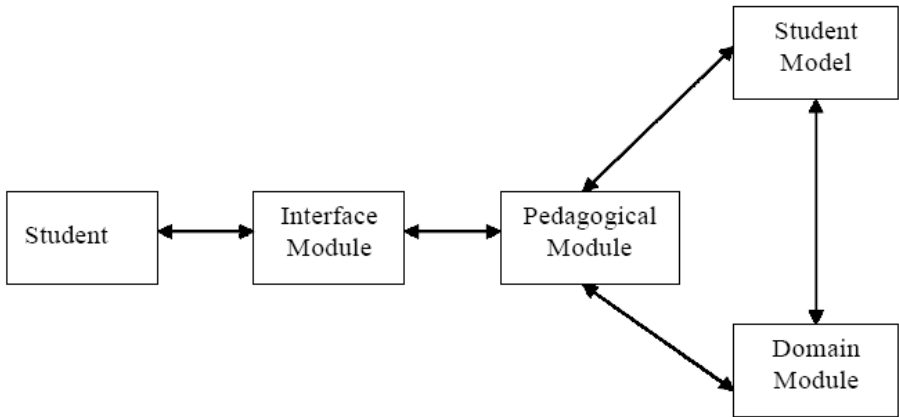 Student
Model
Student
Interface
Module
Pedagogical
Module
Domain
Module